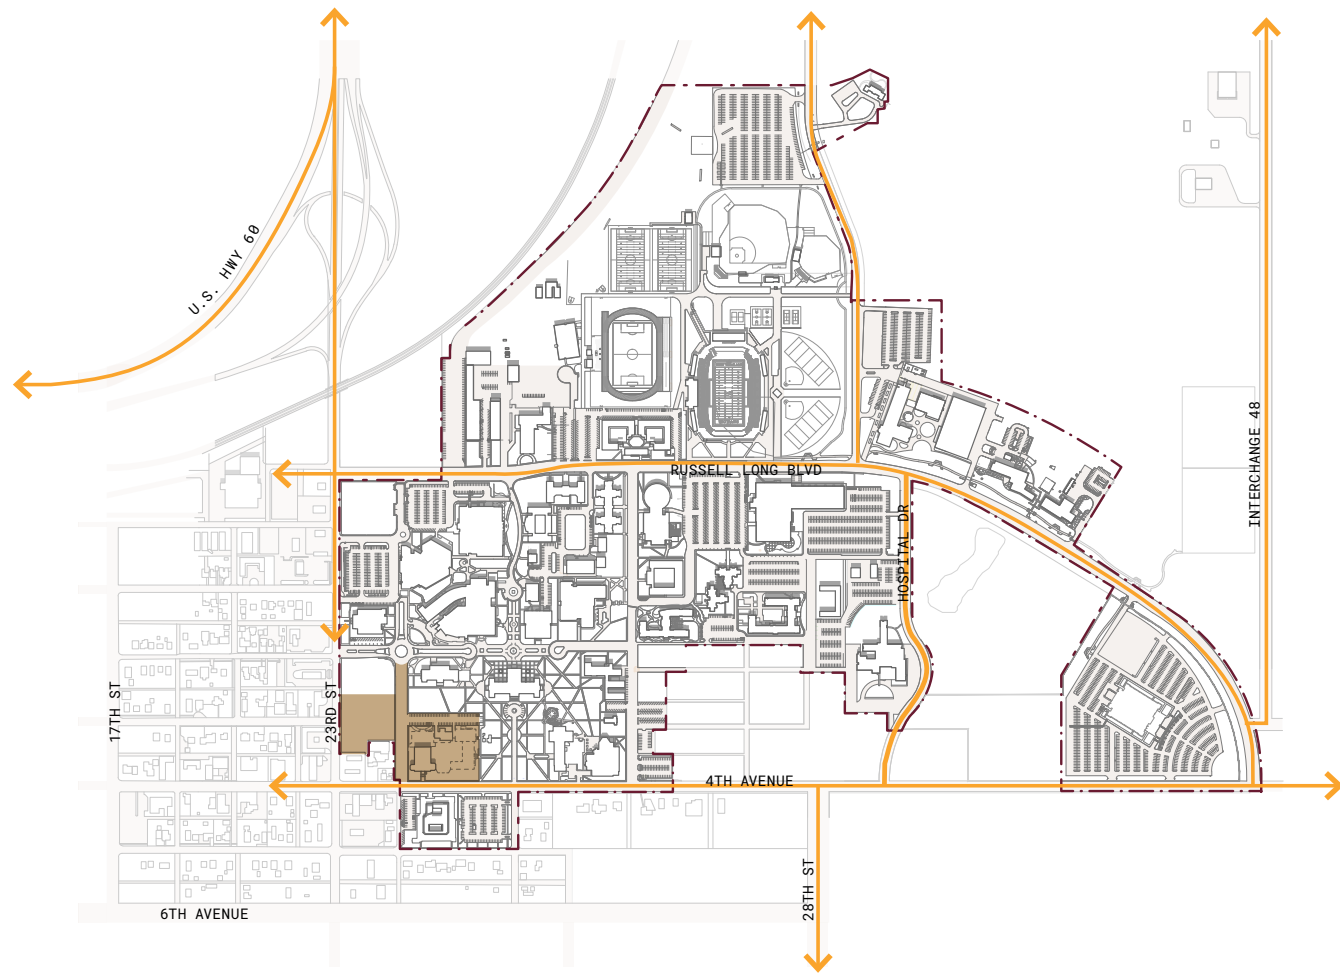 U.S. HWY 60
INTERCHANGE 48
RUSSELL LONG BLVD
HOSPITAL DR
17TH ST
23RD ST
4TH AVENUE
28TH ST
6TH AVENUE